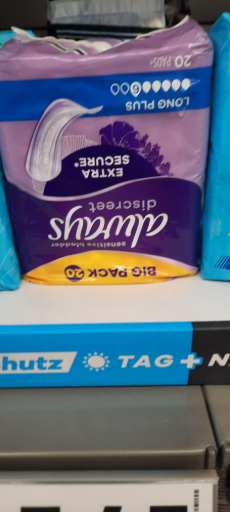 BIG PACK 20
always
discreet
sensitive bladder
EXTRA
SECURE*
LONG PLUS
20 PADS*
hutz TAG + N